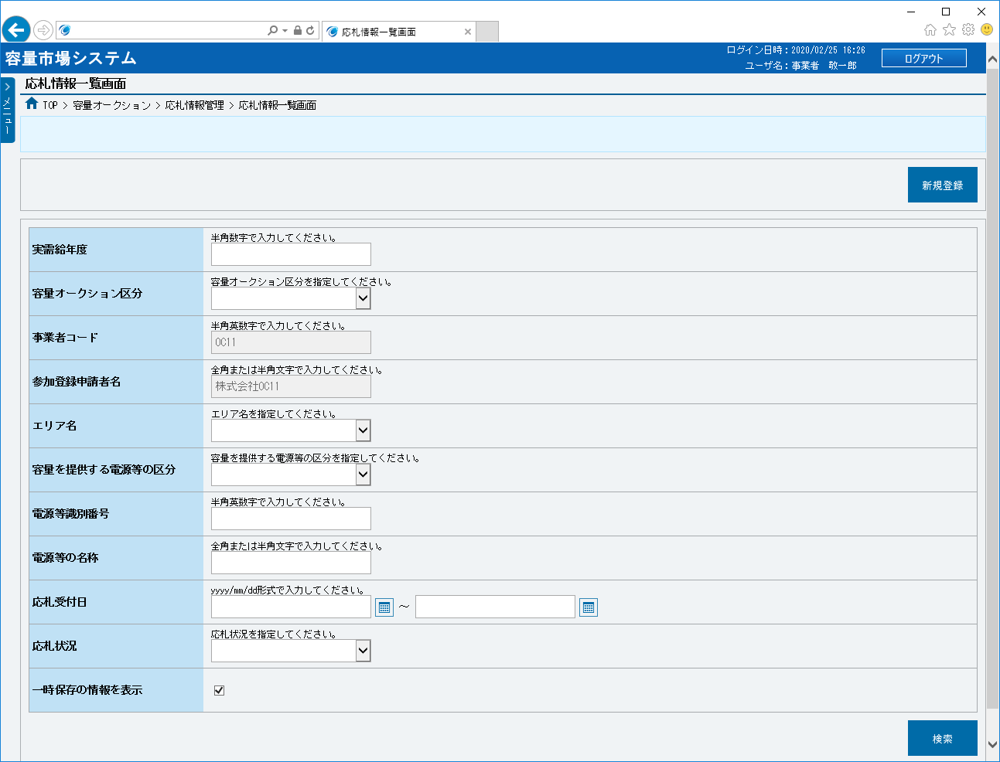 応札情報一覧画面
容量市場システム
ログイン日時：2020/02/25 16:26
ユーザ名：事業者　敬一郎
ログアウト
メニュー
応札情報一覧画面
TOP > 容量オークション > 応札情報管理 > 応札情報一覧画面
新規登録
実需給年度
半角数字で入力してください。
容量オークション区分
容量オークション区分を指定してください。
事業者コード
半角英数字で入力してください。
0C11
参加登録申請者名
全角または半角文字で入力してください。
株式会社0C11
エリア名
エリア名を指定してください。
容量を提供する電源等の区分
容量を提供する電源等の区分を指定してください。
電源等識別番号
半角英数字で入力してください。
電源等の名称
全角または半角文字で入力してください。
応札受付日
yyyy/mm/dd形式で入力してください。
～
応札状況
応札状況を指定してください。
一時保存の情報を表示
検索